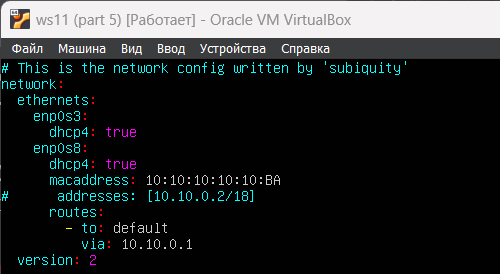 ws11 (part 5) [Работает] - Oracle VM VirtualBox
Файл Машина Вид Ввод Устройства Справка
# This is the network config written by 'subiquity'
network:
  ethernets:
    enp0s3:
      dhcp4: true
    enp0s8:
      dhcp4: true
      macaddress: 10:10:10:10:10:BA
#      addresses: [10.10.0.2/18]
      routes:
        - to: default
          via: 10.10.0.1
  version: 2